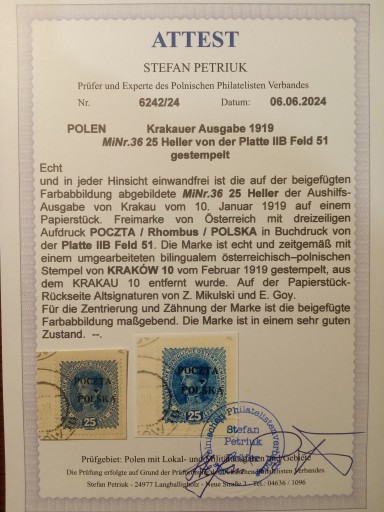 ATTEST
STEFAN PETRIUK
Prüfer und Experte des Polnischen Philatelisten Verbandes
Nr. 6242/24 Datum: 06.06.2024
POLEN Krakauer Ausgabe 1919
MiNr.36 25 Heller von der Platte IIB Feld 51
gestempelt
Echt
und in jeder Hinsicht einwandfrei ist die auf der beigefügten
Farbabbildung abgebildete MiNr.36 25 Heller der Aushilfs-
Ausgabe von Krakau vom 10. Januar 1919 auf einem
Papierstück. Freimarke von Österreich mit dreizeiligen
Aufdruck POCZTA / Rhombus / POLSKA in Buchdruck von
der Platte IIB Feld 51. Die Marke ist echt und zeitgemäß mit
einem umgearbeiteten bilingualem österreichisch–polnischen
Stempel von KRAKÓW 10 vom Februar 1919 gestempelt, aus
dem KRAKAU 10 entfernt wurde. Auf der Papierstück-
Rückseite Altsignaturen von Z. Mikulski und E. Goy.
Für die Zentrierung und Zähnung der Marke ist die beigefügte
Farbabbildung maßgebend. Die Marke ist in einem sehr guten
Zustand. --.
POCZTA
POLSKA
25
POCZTA
POLSKA
25
Stefan
Petriuk
Prüfgebiet: Polen mit Lokal- und Militärausgaben und Gebiete
Die Prüfung erfolgte auf Grund der Prüfordnung des Polnischen Philatelistenverbandes
Stefan Petriuk - 24977 Langballigholz - Neue Straße 3 - Tel. 04636 / 1096